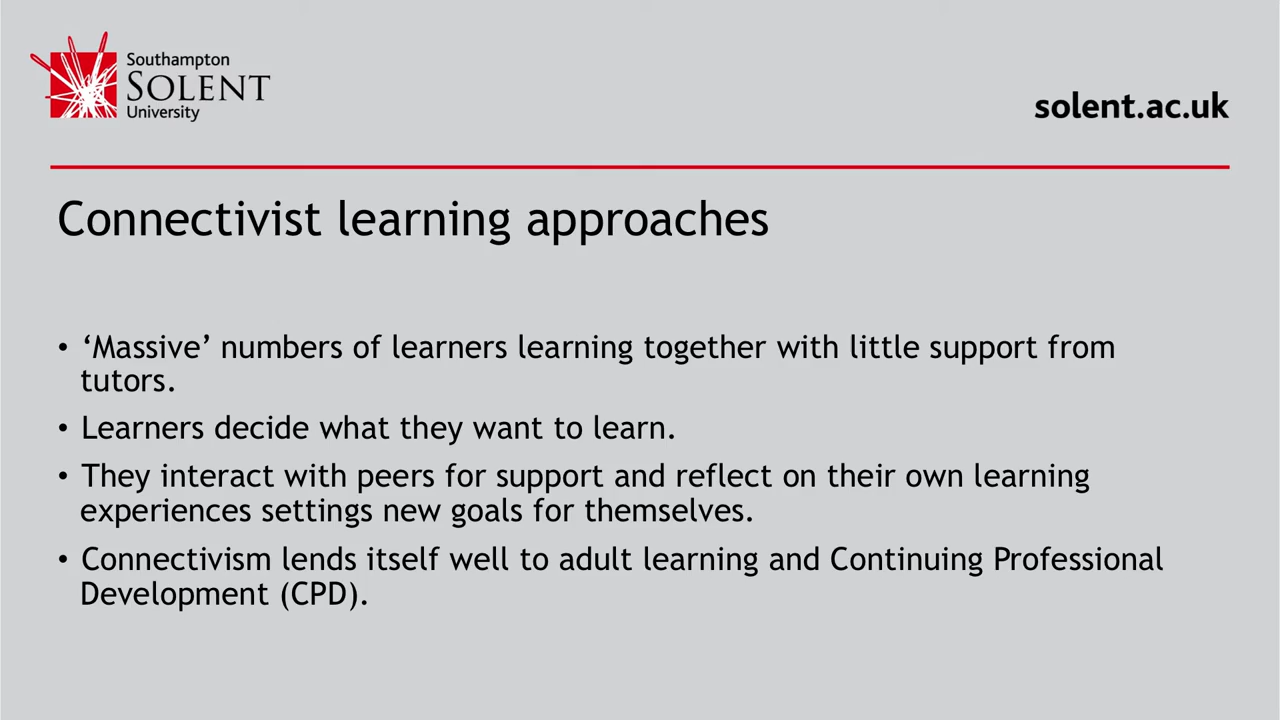 Southampton
SOLENT
University
solent.ac.uk
Connectivist learning approaches
• ‘Massive’ numbers of learners learning together with little support from
tutors.
• Learners decide what they want to learn.
• They interact with peers for support and reflect on their own learning
experiences settings new goals for themselves.
• Connectivism lends itself well to adult learning and Continuing Professional
Development (CPD).